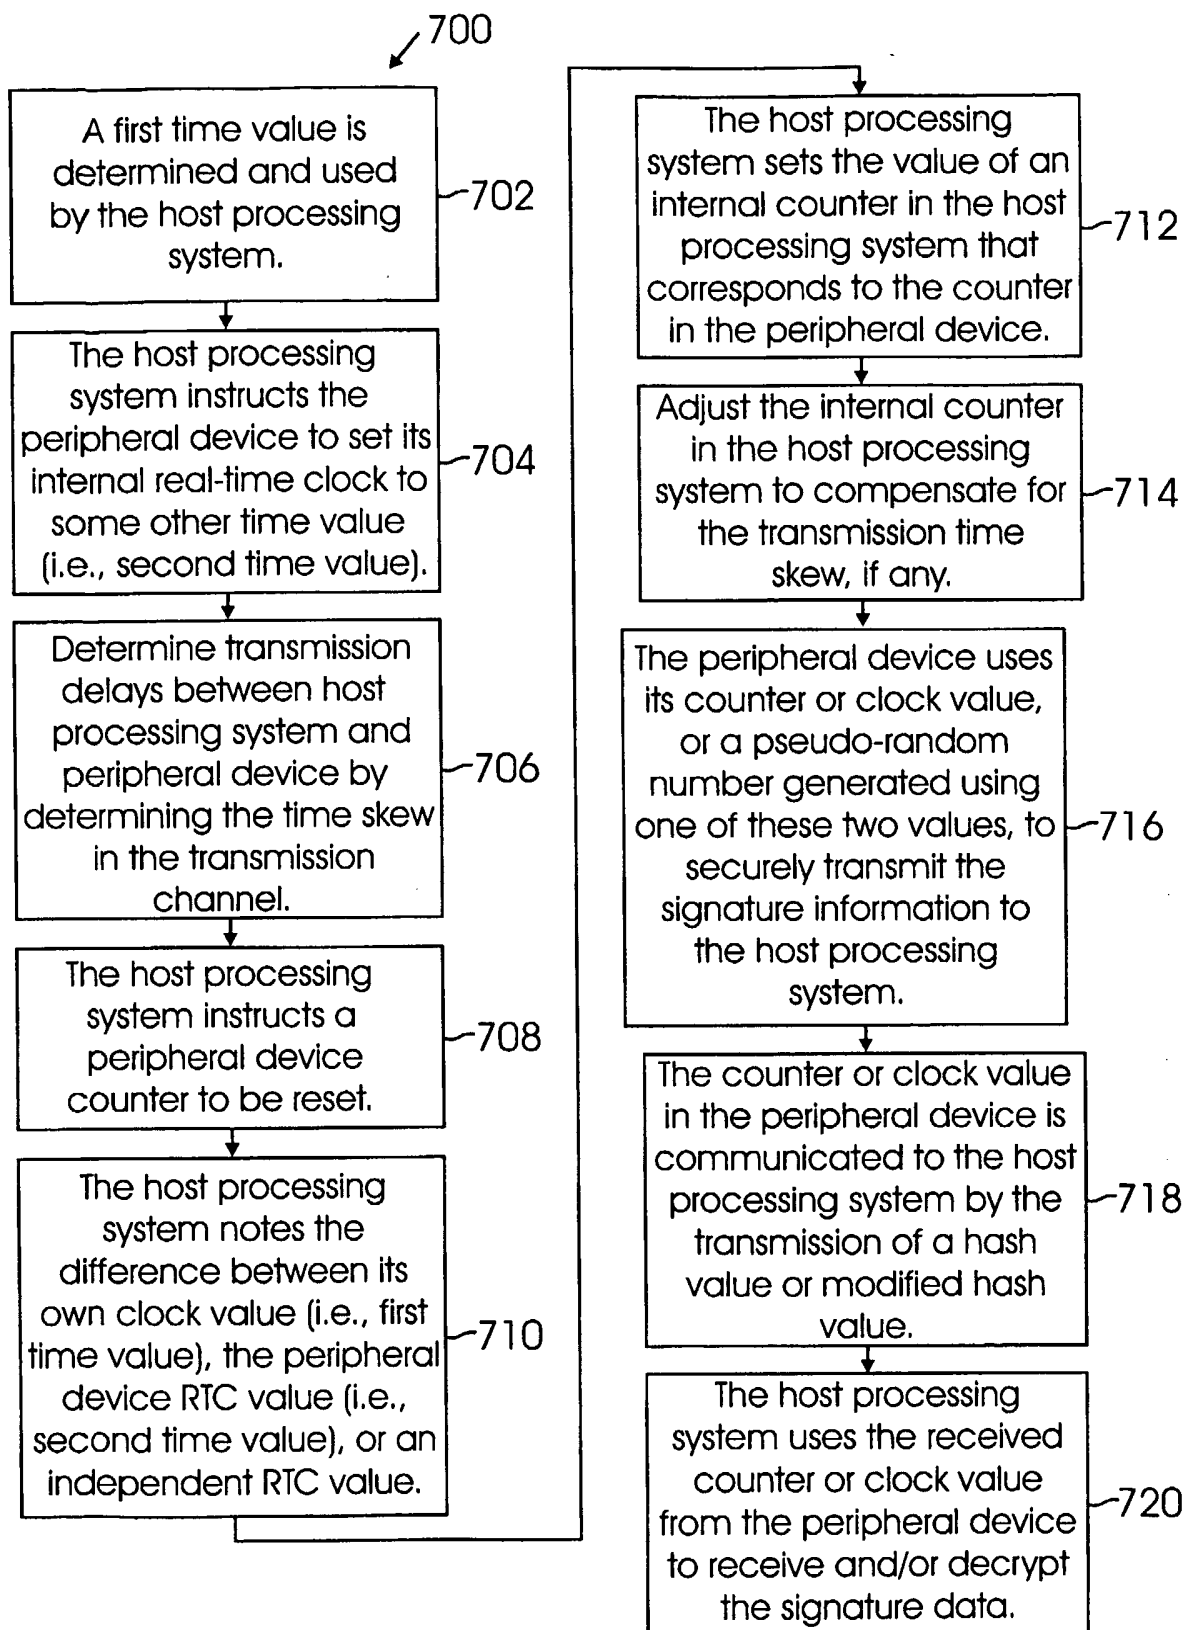 700
A first time value is
determined and used
by the host processing
system.
702
The host processing
system instructs the
peripheral device to set its
internal real-time clock to
some other time value
(i.e., second time value).
704
Determine transmission
delays between host
processing system and
peripheral device by
determining the time skew
in the transmission
channel.
706
The host processing
system instructs a
peripheral device
counter to be reset.
708
The host processing
system notes the
difference between its
own clock value (i.e., first
time value), the peripheral
device RTC value (i.e.,
second time value), or an
independent RTC value.
710
The host processing
system sets the value of an
internal counter in the host
processing system that
corresponds to the counter
in the peripheral device.
712
Adjust the internal counter
in the host processing
system to compensate for
the transmission time
skew, if any.
714
The peripheral device uses
its counter or clock value,
or a pseudo-random
number generated using
one of these two values, to
securely transmit the
signature information to
the host processing
system.
716
The counter or clock value
in the peripheral device is
communicated to the host
processing system by the
transmission of a hash
value or modified hash
value.
718
The host processing
system uses the received
counter or clock value
from the peripheral device
to receive and/or decrypt
the signature data.
720